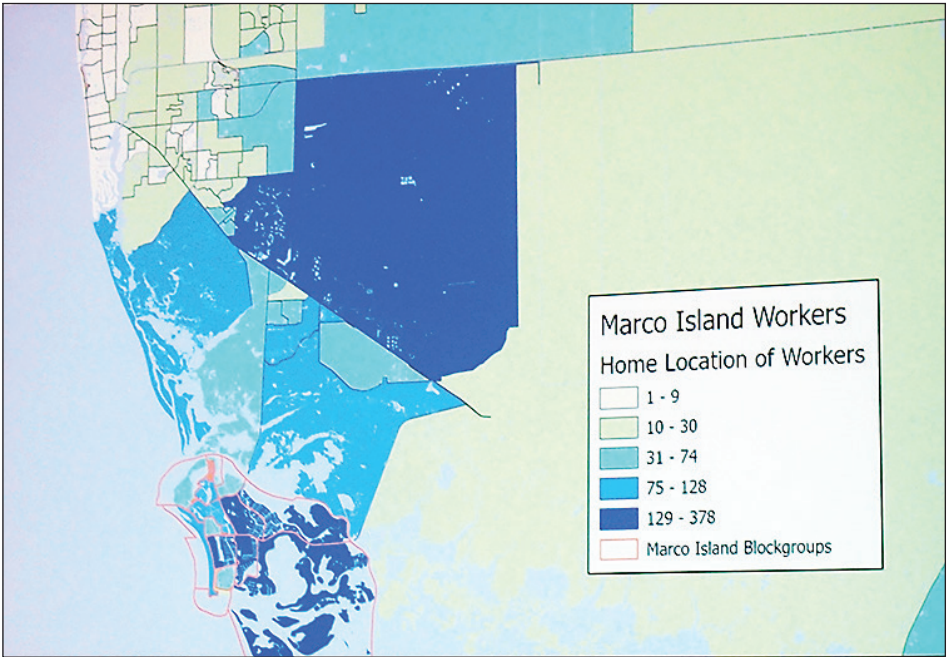 Marco Island Workers
Home Location of Workers
1 - 9
10 - 30
31 - 74
75 - 128
129 - 378
Marco Island Blockgroups